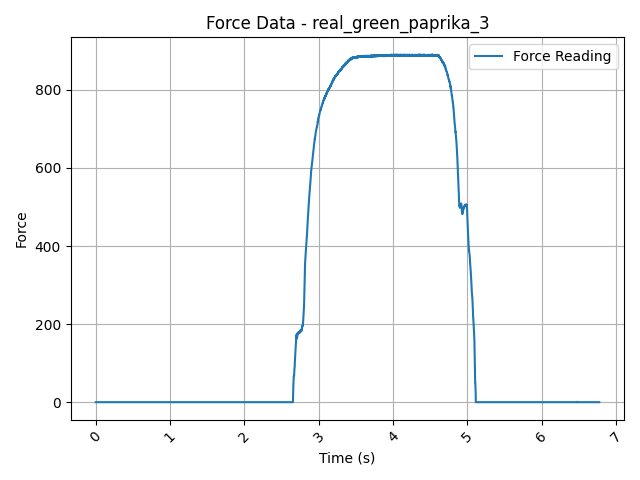 Force Data - real_green_paprika_3
Force Reading
800
600
400
200
0
Force
0 1 2 3 4 5 6 7
Time (s)